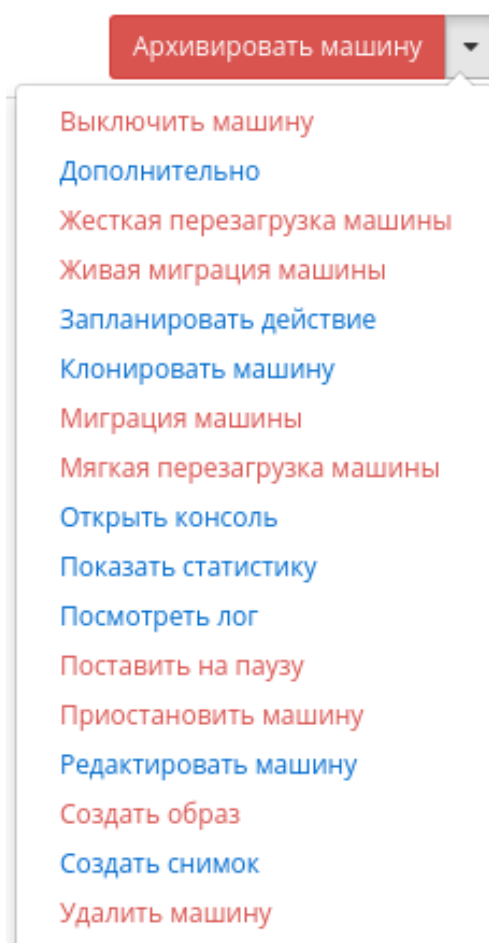 Архивировать машину
Выключить машину
Дополнительно
Жесткая перезагрузка машины
Живая миграция машины
Запланировать действие
Клонировать машину
Миграция машины
Мягкая перезагрузка машины
Открыть консоль
Показать статистику
Посмотреть лог
Поставить на паузу
Приостановить машину
Редактировать машину
Создать образ
Создать снимок
Удалить машину